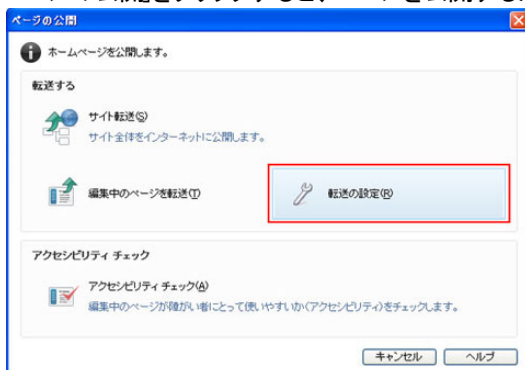 ページの公開
ホームページを公開します。
転送する
サイト転送(S)
サイト全体をインターネットに公開します。
編集中のページを転送(T)
転送の設定(R)
アクセシビリティ チェック
アクセシビリティ チェック(A)
編集中のページが障がい者にとって使いやすいか(アクセシビリティ)をチェックします。
キャンセル
ヘルプ